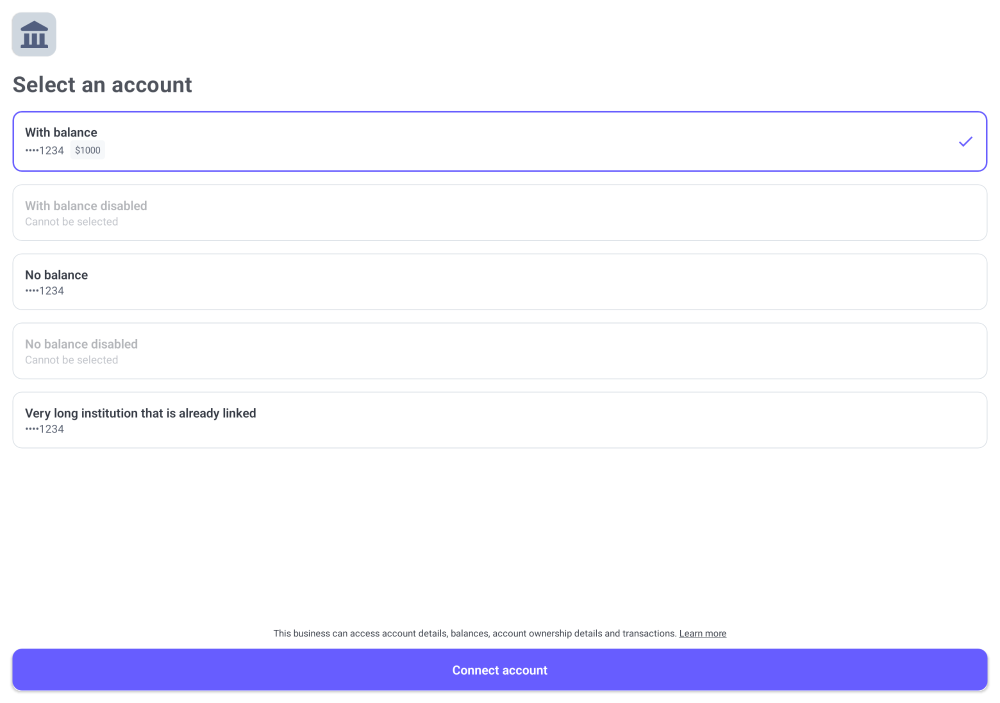 Select an account
With balance
••••1234 $1000
With balance disabled
Cannot be selected
No balance
••••1234
No balance disabled
Cannot be selected
Very long institution that is already linked
••••1234
This business can access account details, balances, account ownership details and transactions. Learn more
Connect account